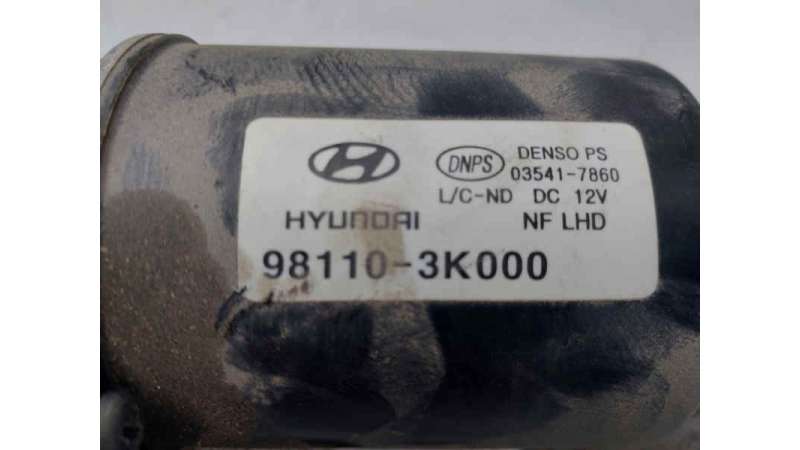 DNPS DENSO PS
03541-7860
L/C-ND DC 12V
HYUNDAI NF LHD
98110-3K000